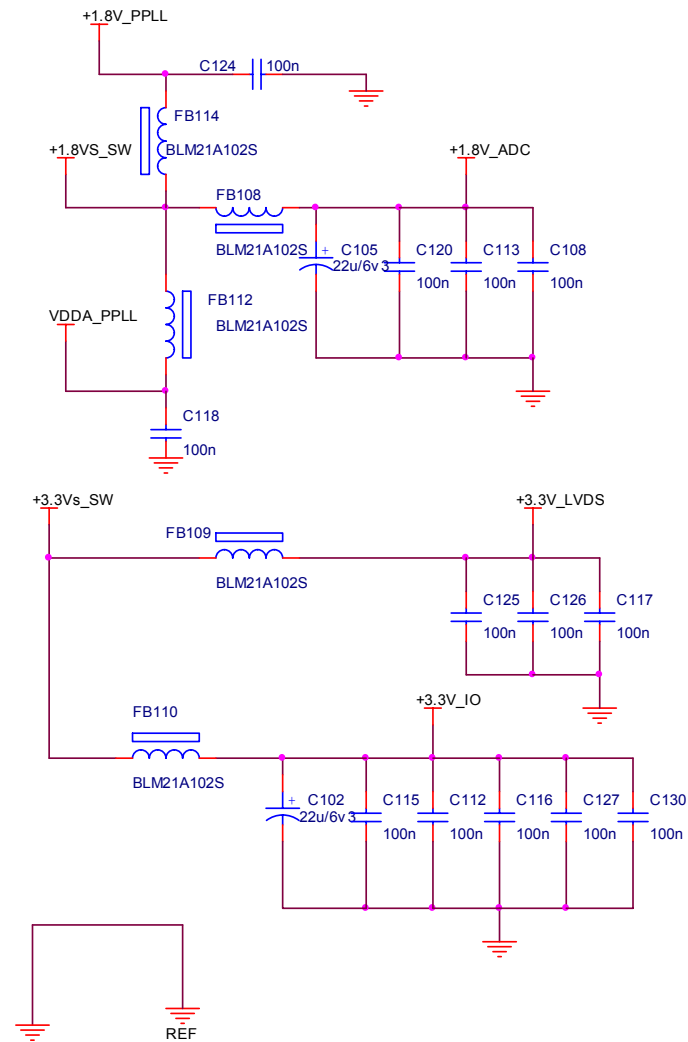 +1.8V_PPLL
C124
100n
FB114
BLM21A102S
+1.8VS_SW
+1.8V_ADC
FB108
BLM21A102S
+
C105
22u/6v3
C120
100n
C113
100n
C108
100n
FB112
BLM21A102S
VDDA_PPLL
C118
100n
+3.3Vs_SW
+3.3V_LVDS
FB109
BLM21A102S
C125
100n
C126
100n
C117
100n
+3.3V_IO
FB110
BLM21A102S
+
C102
22u/6v3
C115
100n
C112
100n
C116
100n
C127
100n
C130
100n
REF